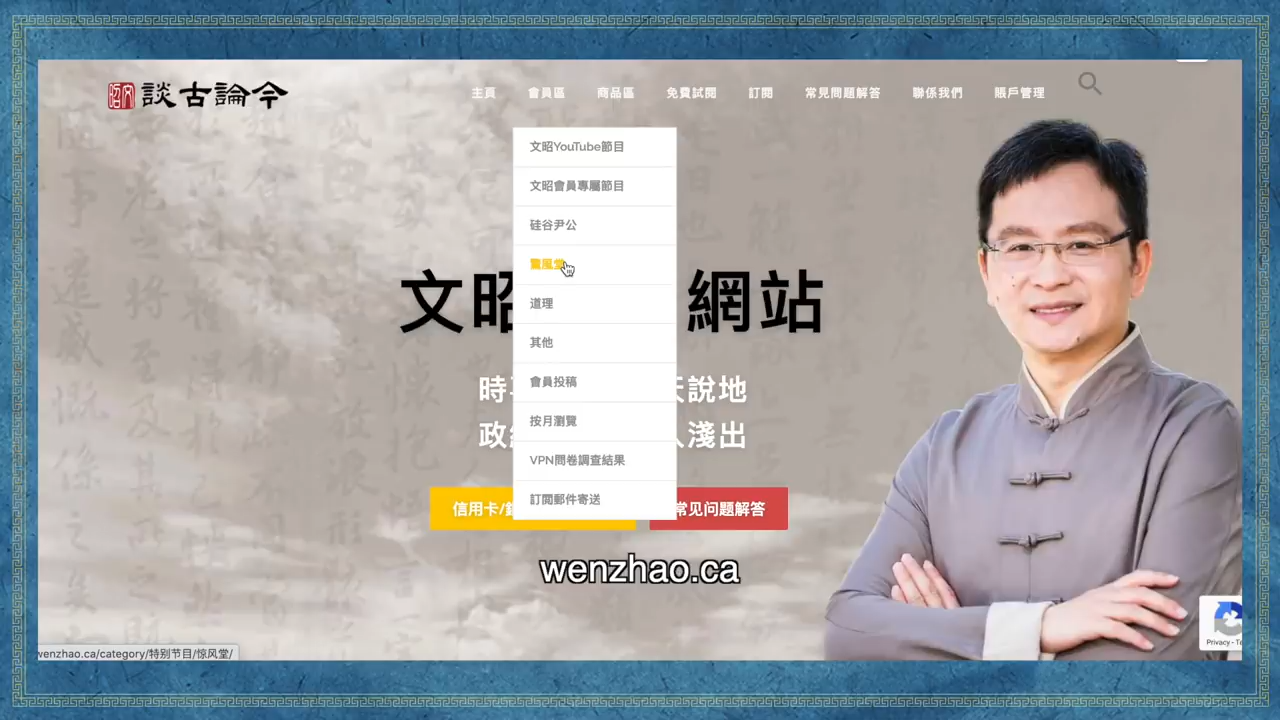 文昭 談古論今
主頁 會員區 商品區 免費試閱 訂閱 常見問題解答 聯係我們 賬戶管理
文昭YouTube節目
文昭會員專屬節目
硅谷尹公
驚風堂
道理
其他
會員投稿
按月瀏覽
VPN問卷調查結果
訂閱郵件寄送
文昭 網站
時 天說地
政 人淺出
信用卡/ 常见问题解答
wenzhao.ca
Privacy - Te
wenzhao.ca/category/特别节目/惊风堂/